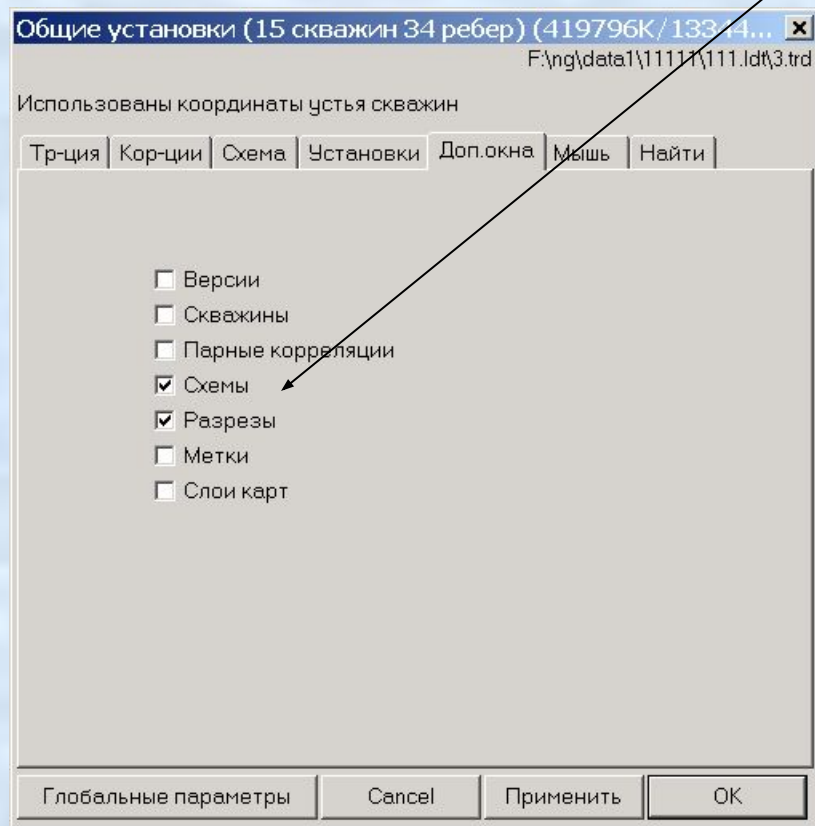 Общие установки (15 скважин 34 ребер) (419796K/13344...
F:\ng\data1\11111\111.ldt\3.trd
Использованы координаты устья скважин
Тр-ция Кор-ции Схема Установки Доп.окна Мышь Найти
Версии
Скважины
Парные корреляции
Схемы
Разрезы
Метки
Слои карт
Глобальные параметры Cancel Применить OK